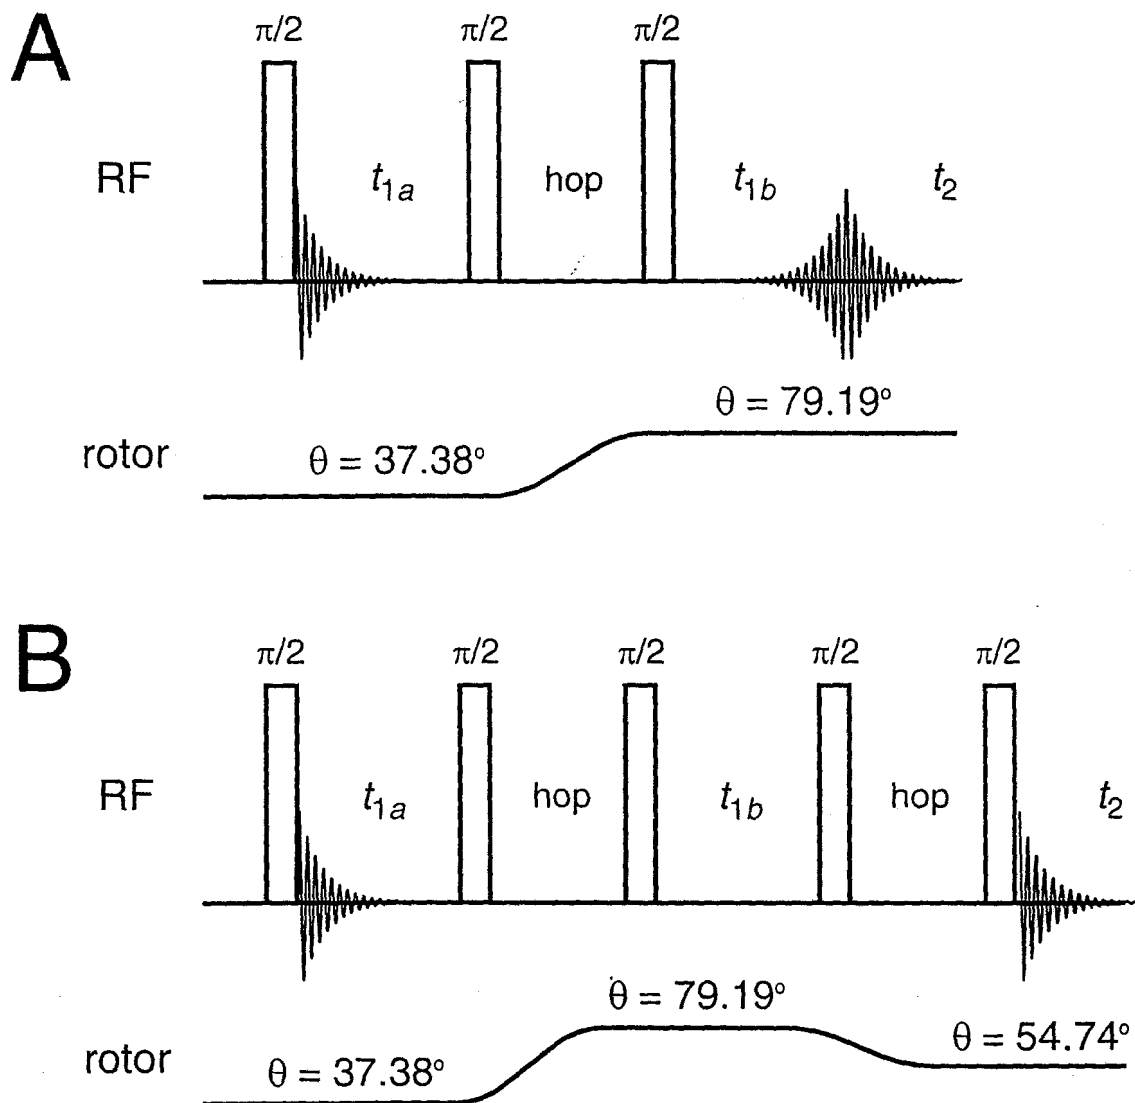 A
π/2 π/2 π/2
RF t1a hop t1b t2
θ = 79.19°
rotor θ = 37.38°
B
π/2 π/2 π/2 π/2 π/2
RF t1a hop t1b hop t2
θ = 79.19°
θ = 54.74°
rotor θ = 37.38°